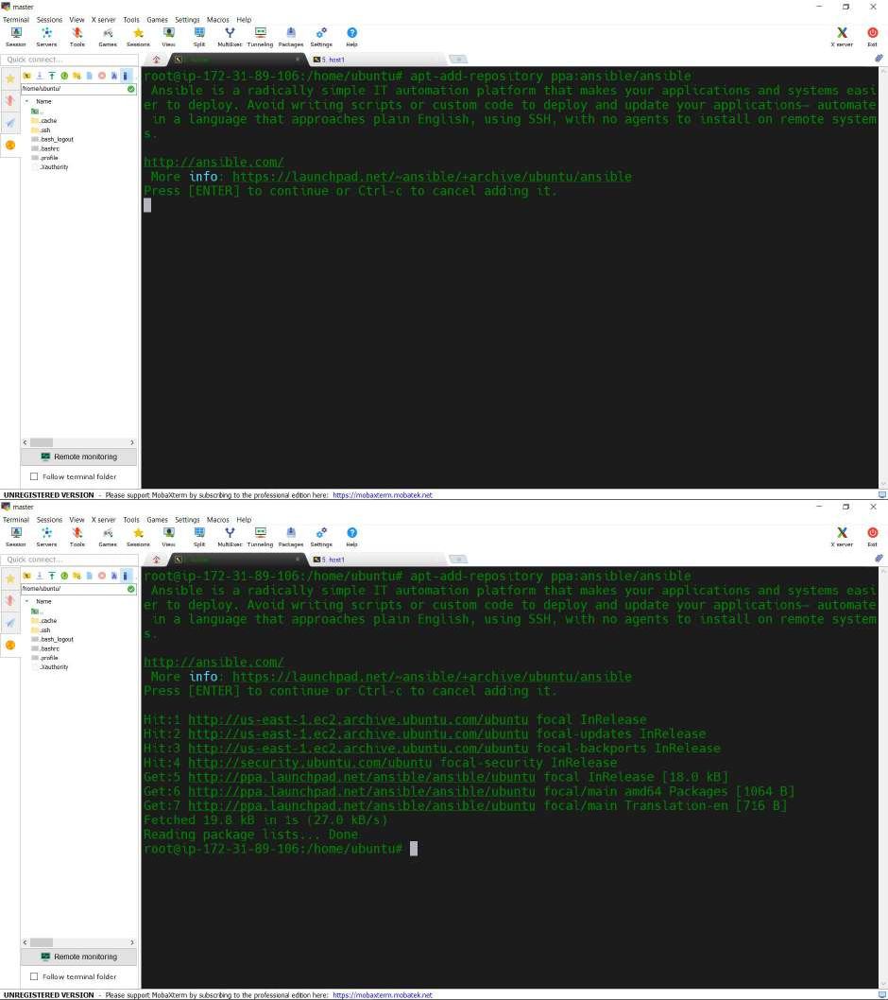 master
Terminal Sessions View X server Tools Games Settings Macros Help
Session Servers Tools Games Sessions View Split MultiExec Tunneling Packages Settings Help X server Exit
Quick connect...
5. host1
/home/ubuntu/
Name
..
.cache
.ssh
.bash_logout
.bashrc
.profile
.Xauthority
root@ip-172-31-89-106:/home/ubuntu# apt-add-repository ppa:ansible/ansible
Ansible is a radically simple IT automation platform that makes your applications and systems easi
er to deploy. Avoid writing scripts or custom code to deploy and update your applications— automate
in a language that approaches plain English, using SSH, with no agents to install on remote system
s.
http://ansible.com/
More info: https://launchpad.net/~ansible/+archive/ubuntu/ansible
Press [ENTER] to continue or Ctrl-c to cancel adding it.
Remote monitoring
Follow terminal folder
UNREGISTERED VERSION - Please support MobaXterm by subscribing to the professional edition here: https://mobaxterm.mobatek.net
master
Terminal Sessions View X server Tools Games Settings Macros Help
Session Servers Tools Games Sessions View Split MultiExec Tunneling Packages Settings Help X server Exit
Quick connect...
5. host1
/home/ubuntu/
Name
..
.cache
.ssh
.bash_logout
.bashrc
.profile
.Xauthority
root@ip-172-31-89-106:/home/ubuntu# apt-add-repository ppa:ansible/ansible
Ansible is a radically simple IT automation platform that makes your applications and systems easi
er to deploy. Avoid writing scripts or custom code to deploy and update your applications— automate
in a language that approaches plain English, using SSH, with no agents to install on remote system
s.
http://ansible.com/
More info: https://launchpad.net/~ansible/+archive/ubuntu/ansible
Press [ENTER] to continue or Ctrl-c to cancel adding it.
Hit:1 http://us-east-1.ec2.archive.ubuntu.com/ubuntu focal InRelease
Hit:2 http://us-east-1.ec2.archive.ubuntu.com/ubuntu focal-updates InRelease
Hit:3 http://us-east-1.ec2.archive.ubuntu.com/ubuntu focal-backports InRelease
Hit:4 http://security.ubuntu.com/ubuntu focal-security InRelease
Get:5 http://ppa.launchpad.net/ansible/ansible/ubuntu focal InRelease [18.0 kB]
Get:6 http://ppa.launchpad.net/ansible/ansible/ubuntu focal/main amd64 Packages [1064 B]
Get:7 http://ppa.launchpad.net/ansible/ansible/ubuntu focal/main Translation-en [716 B]
Fetched 19.8 kB in 1s (27.0 kB/s)
Reading package lists... Done
root@ip-172-31-89-106:/home/ubuntu#
Remote monitoring
Follow terminal folder
UNREGISTERED VERSION - Please support MobaXterm by subscribing to the professional edition here: https://mobaxterm.mobatek.net